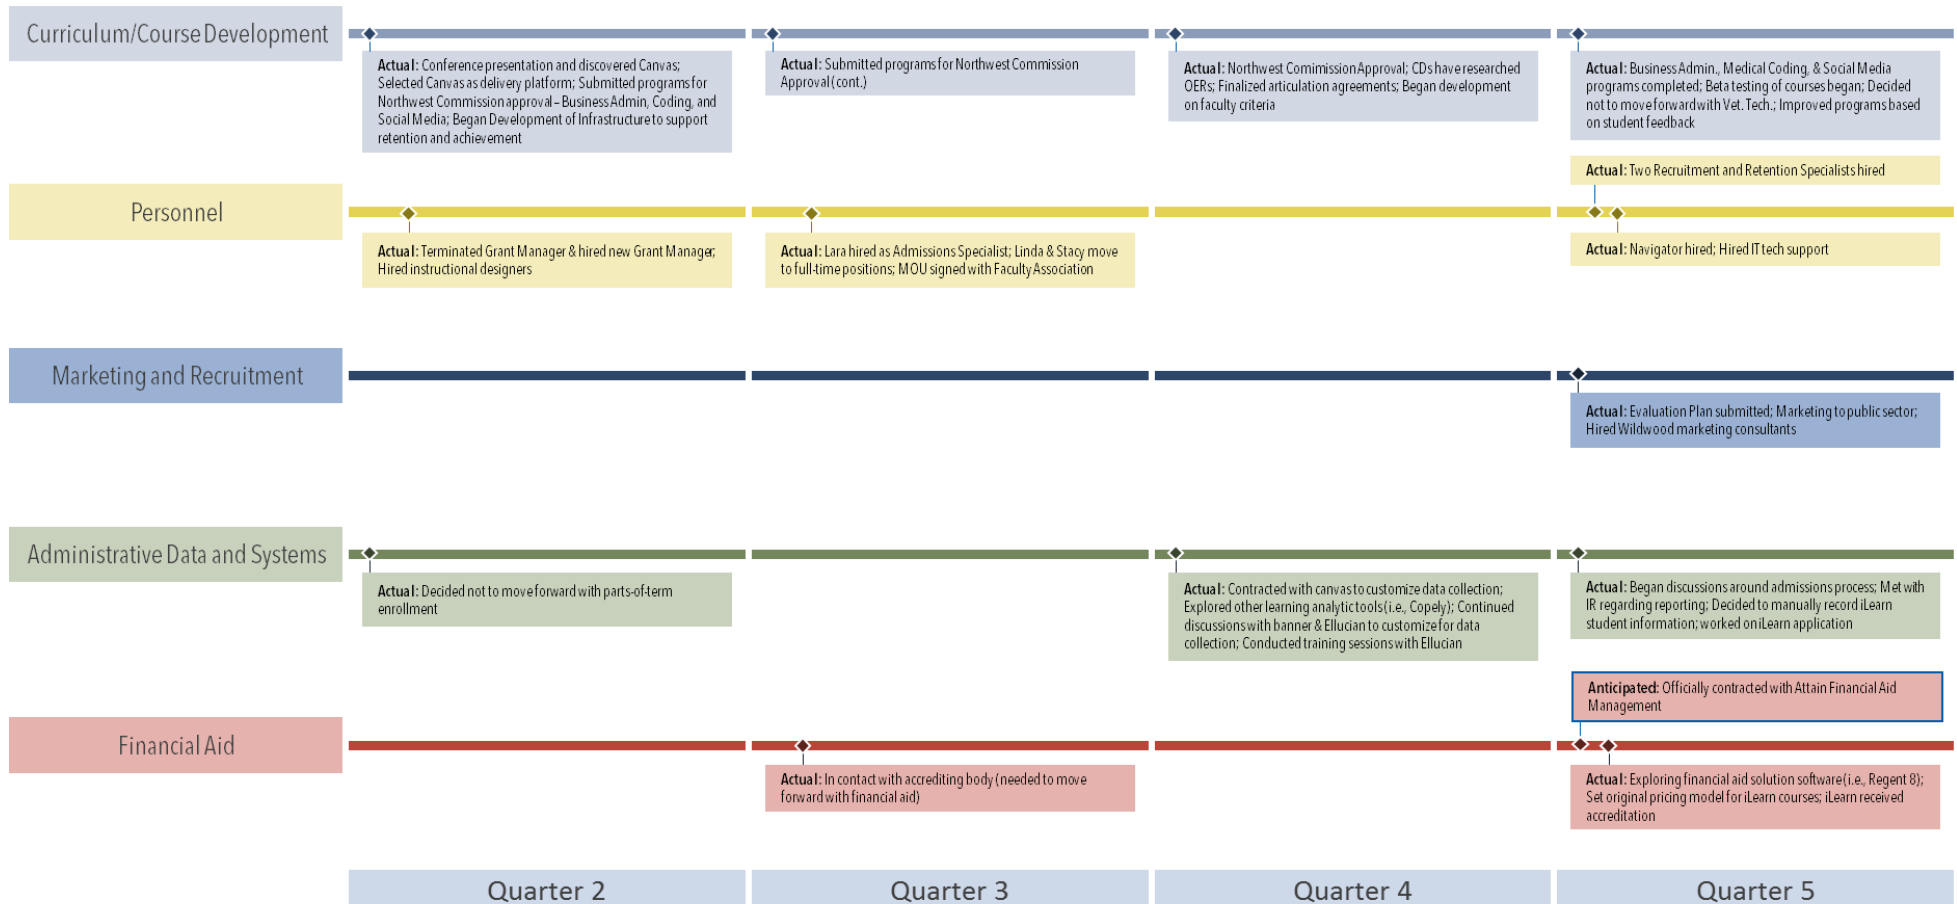 Curriculum/Course Development
Actual: Conference presentation and discovered Canvas;
Selected Canvas as delivery platform; Submitted programs for
Northwest Commission approval – Business Admin, Coding, and
Social Media; Began Development of Infrastructure to support
retention and achievement
Actual: Submitted programs for Northwest Commission
Approval (cont.)
Actual: Northwest Commission Approval; CDs have researched
OERs; Finalized articulation agreements; Began development
on faculty criteria
Actual: Business Admin., Medical Coding, & Social Media
programs completed; Beta testing of courses began; Decided
not to move forward with Vet. Tech.; Improved programs based
on student feedback
Personnel
Actual: Terminated Grant Manager & hired new Grant Manager;
Hired instructional designers
Actual: Lara hired as Admissions Specialist; Linda & Stacy move
to full-time positions; MOU signed with Faculty Association
Actual: Two Recruitment and Retention Specialists hired
Actual: Navigator hired; Hired IT tech support
Marketing and Recruitment
Actual: Evaluation Plan submitted; Marketing to public sector;
Hired Wildwood marketing consultants
Administrative Data and Systems
Actual: Decided not to move forward with parts-of-term
enrollment
Actual: Contracted with canvas to customize data collection;
Explored other learning analytic tools (i.e., Copely); Continued
discussions with banner & Ellucian to customize for data
collection; Conducted training sessions with Ellucian
Actual: Began discussions around admissions process; Met with
IR regarding reporting; Decided to manually record iLearn
student information; worked on iLearn application
Financial Aid
Actual: In contact with accrediting body (needed to move
forward with financial aid)
Anticipated: Officially contracted with Attain Financial Aid
Management
Actual: Exploring financial aid solution software (i.e., Regent 8);
Set original pricing model for iLearn courses; iLearn received
accreditation
Quarter 2
Quarter 3
Quarter 4
Quarter 5